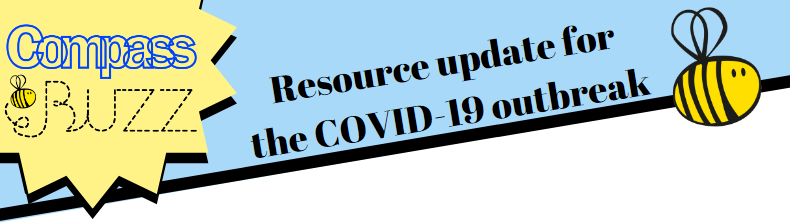 Compass
Buzz
Resource update for
the COVID-19 outbreak